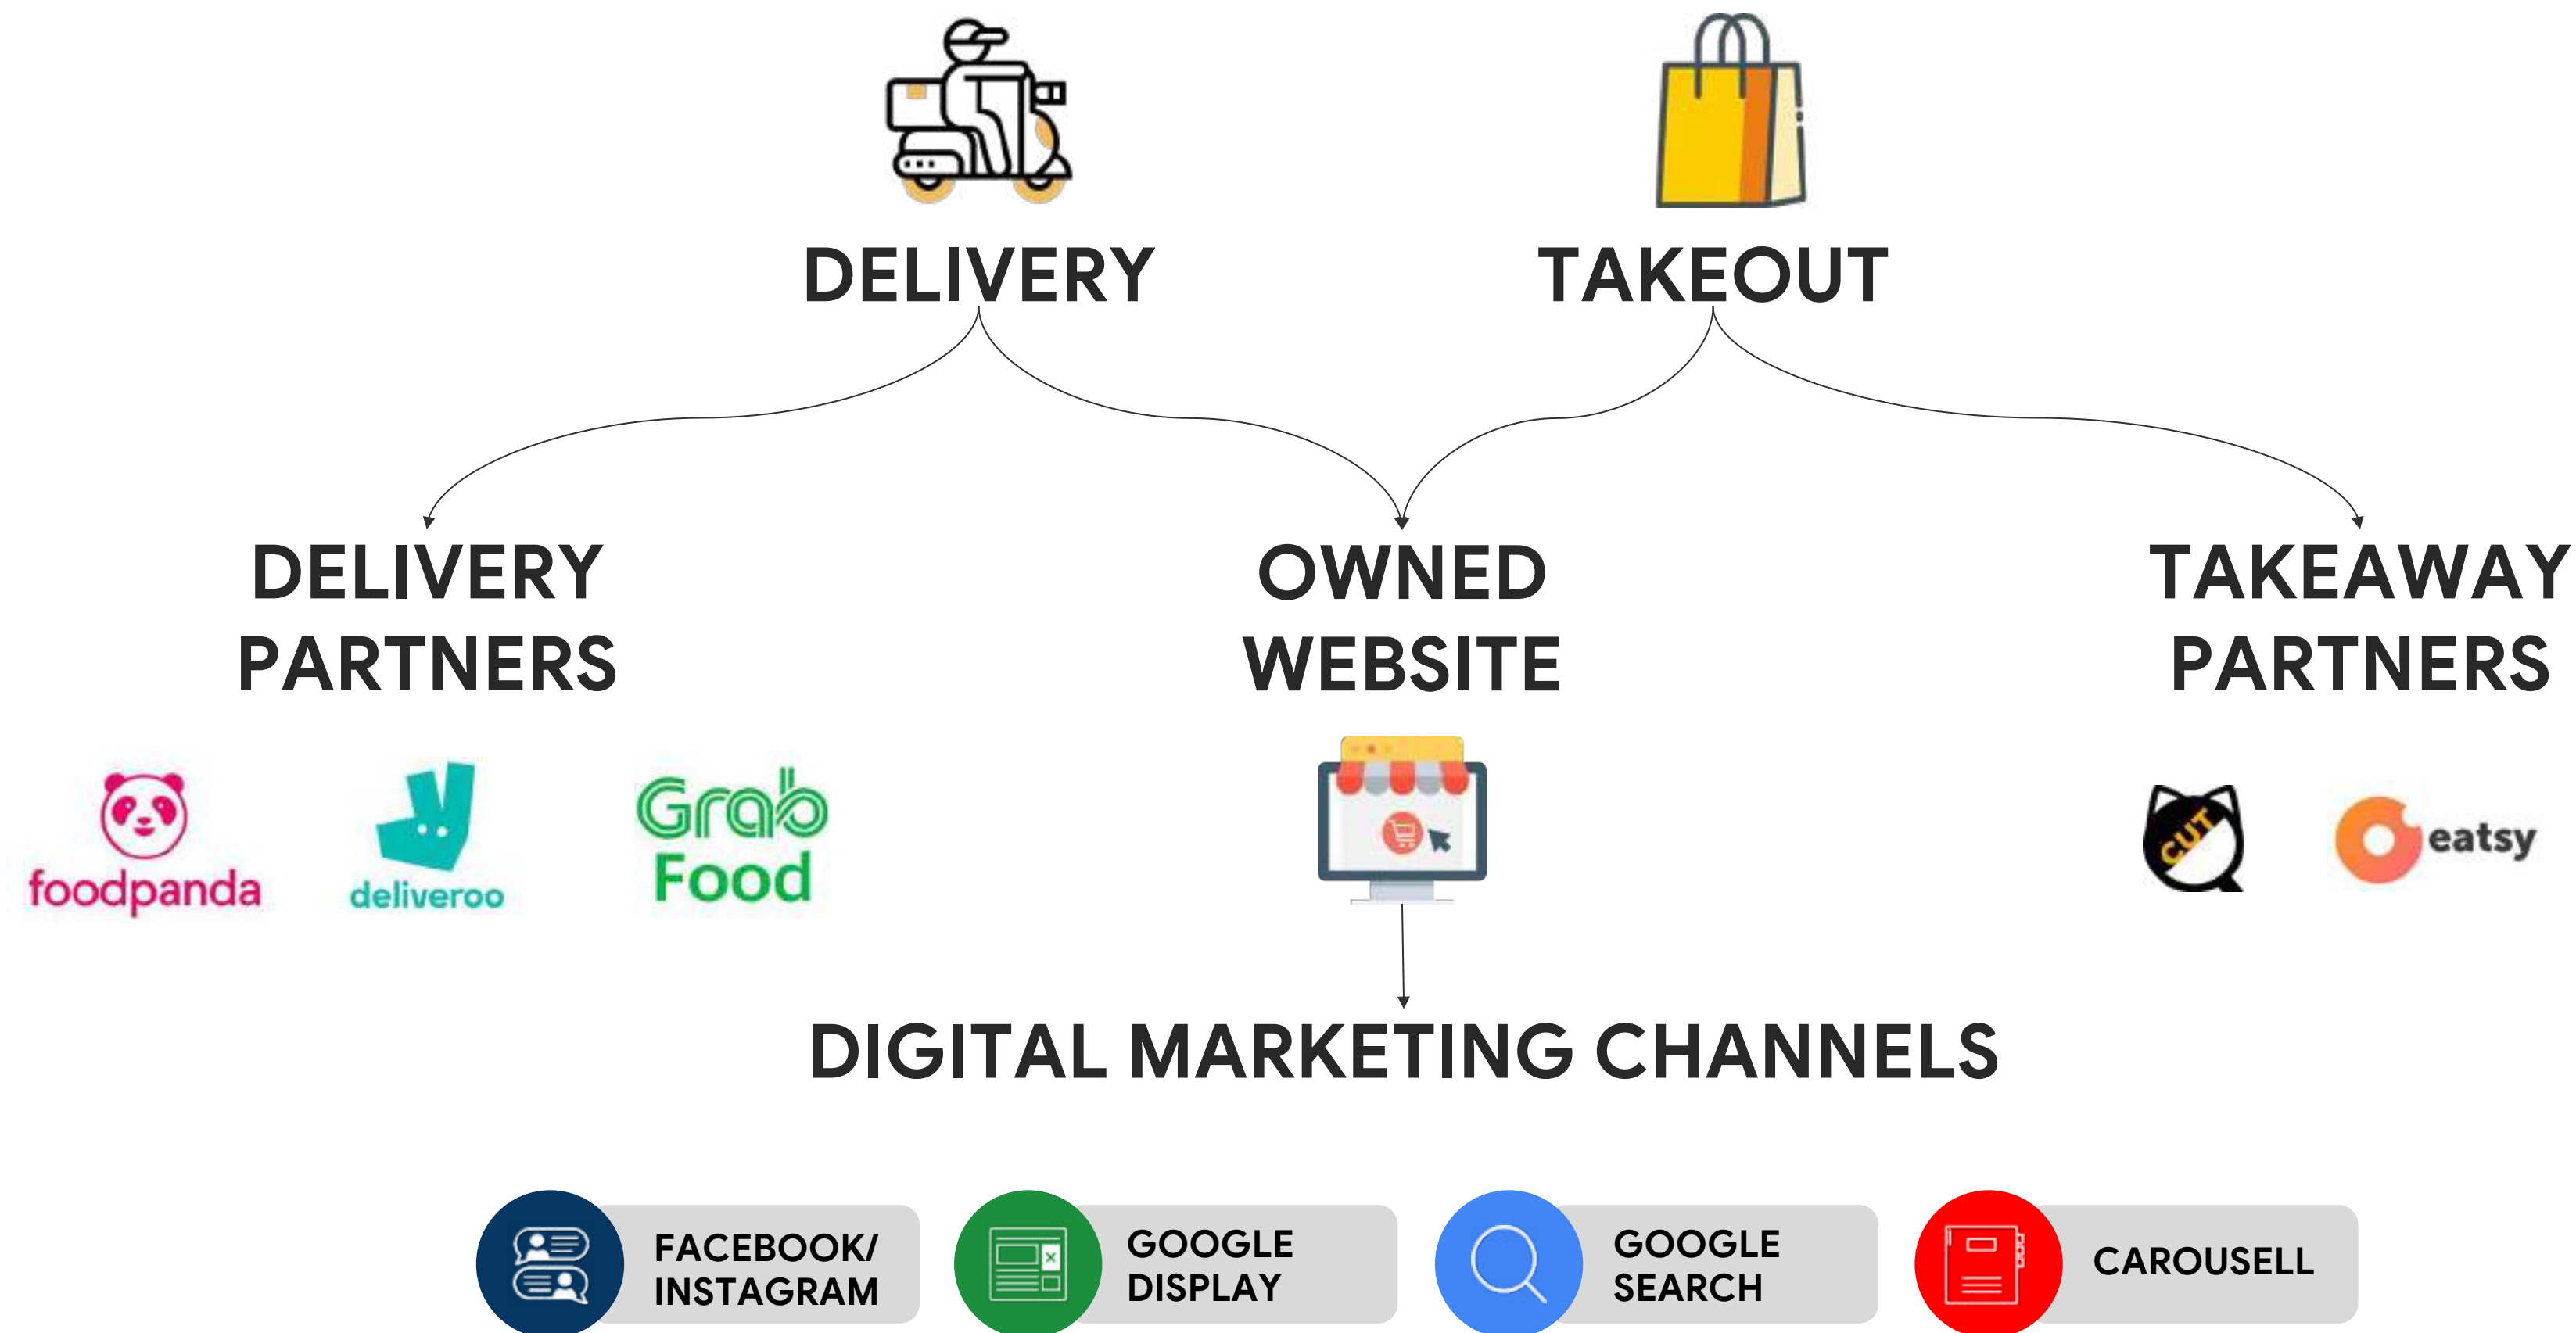 DELIVERY
TAKEOUT
DELIVERY
PARTNERS
OWNED
WEBSITE
TAKEAWAY
PARTNERS
foodpanda
deliveroo
Grab
Food
CUT
eatsy
DIGITAL MARKETING CHANNELS
FACEBOOK/
INSTAGRAM
GOOGLE
DISPLAY
GOOGLE
SEARCH
CAROUSELL